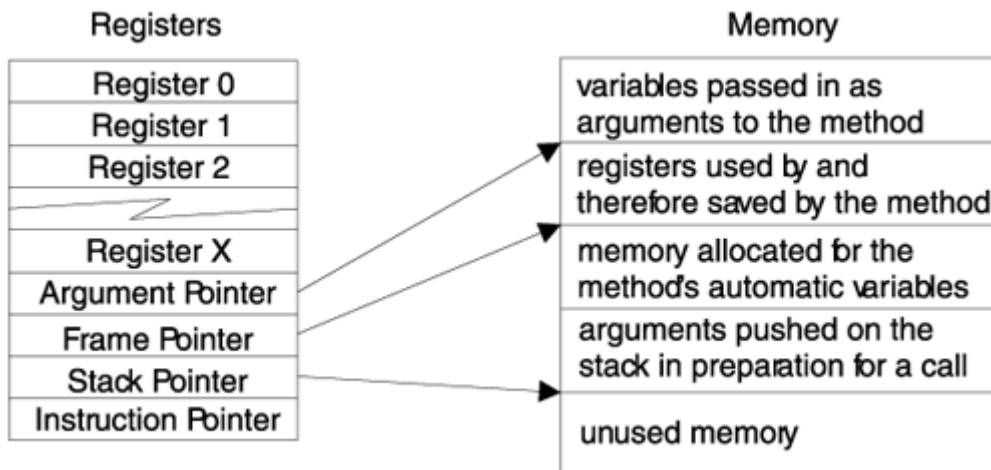 Registers
Register 0
Register 1
Register 2
Register X
Argument Pointer
Frame Pointer
Stack Pointer
Instruction Pointer
Memory
variables passed in as
arguments to the method
registers used by and
therefore saved by the method
memory allocated for the
method's automatic variables
arguments pushed on the
stack in preparation for a call
unused memory